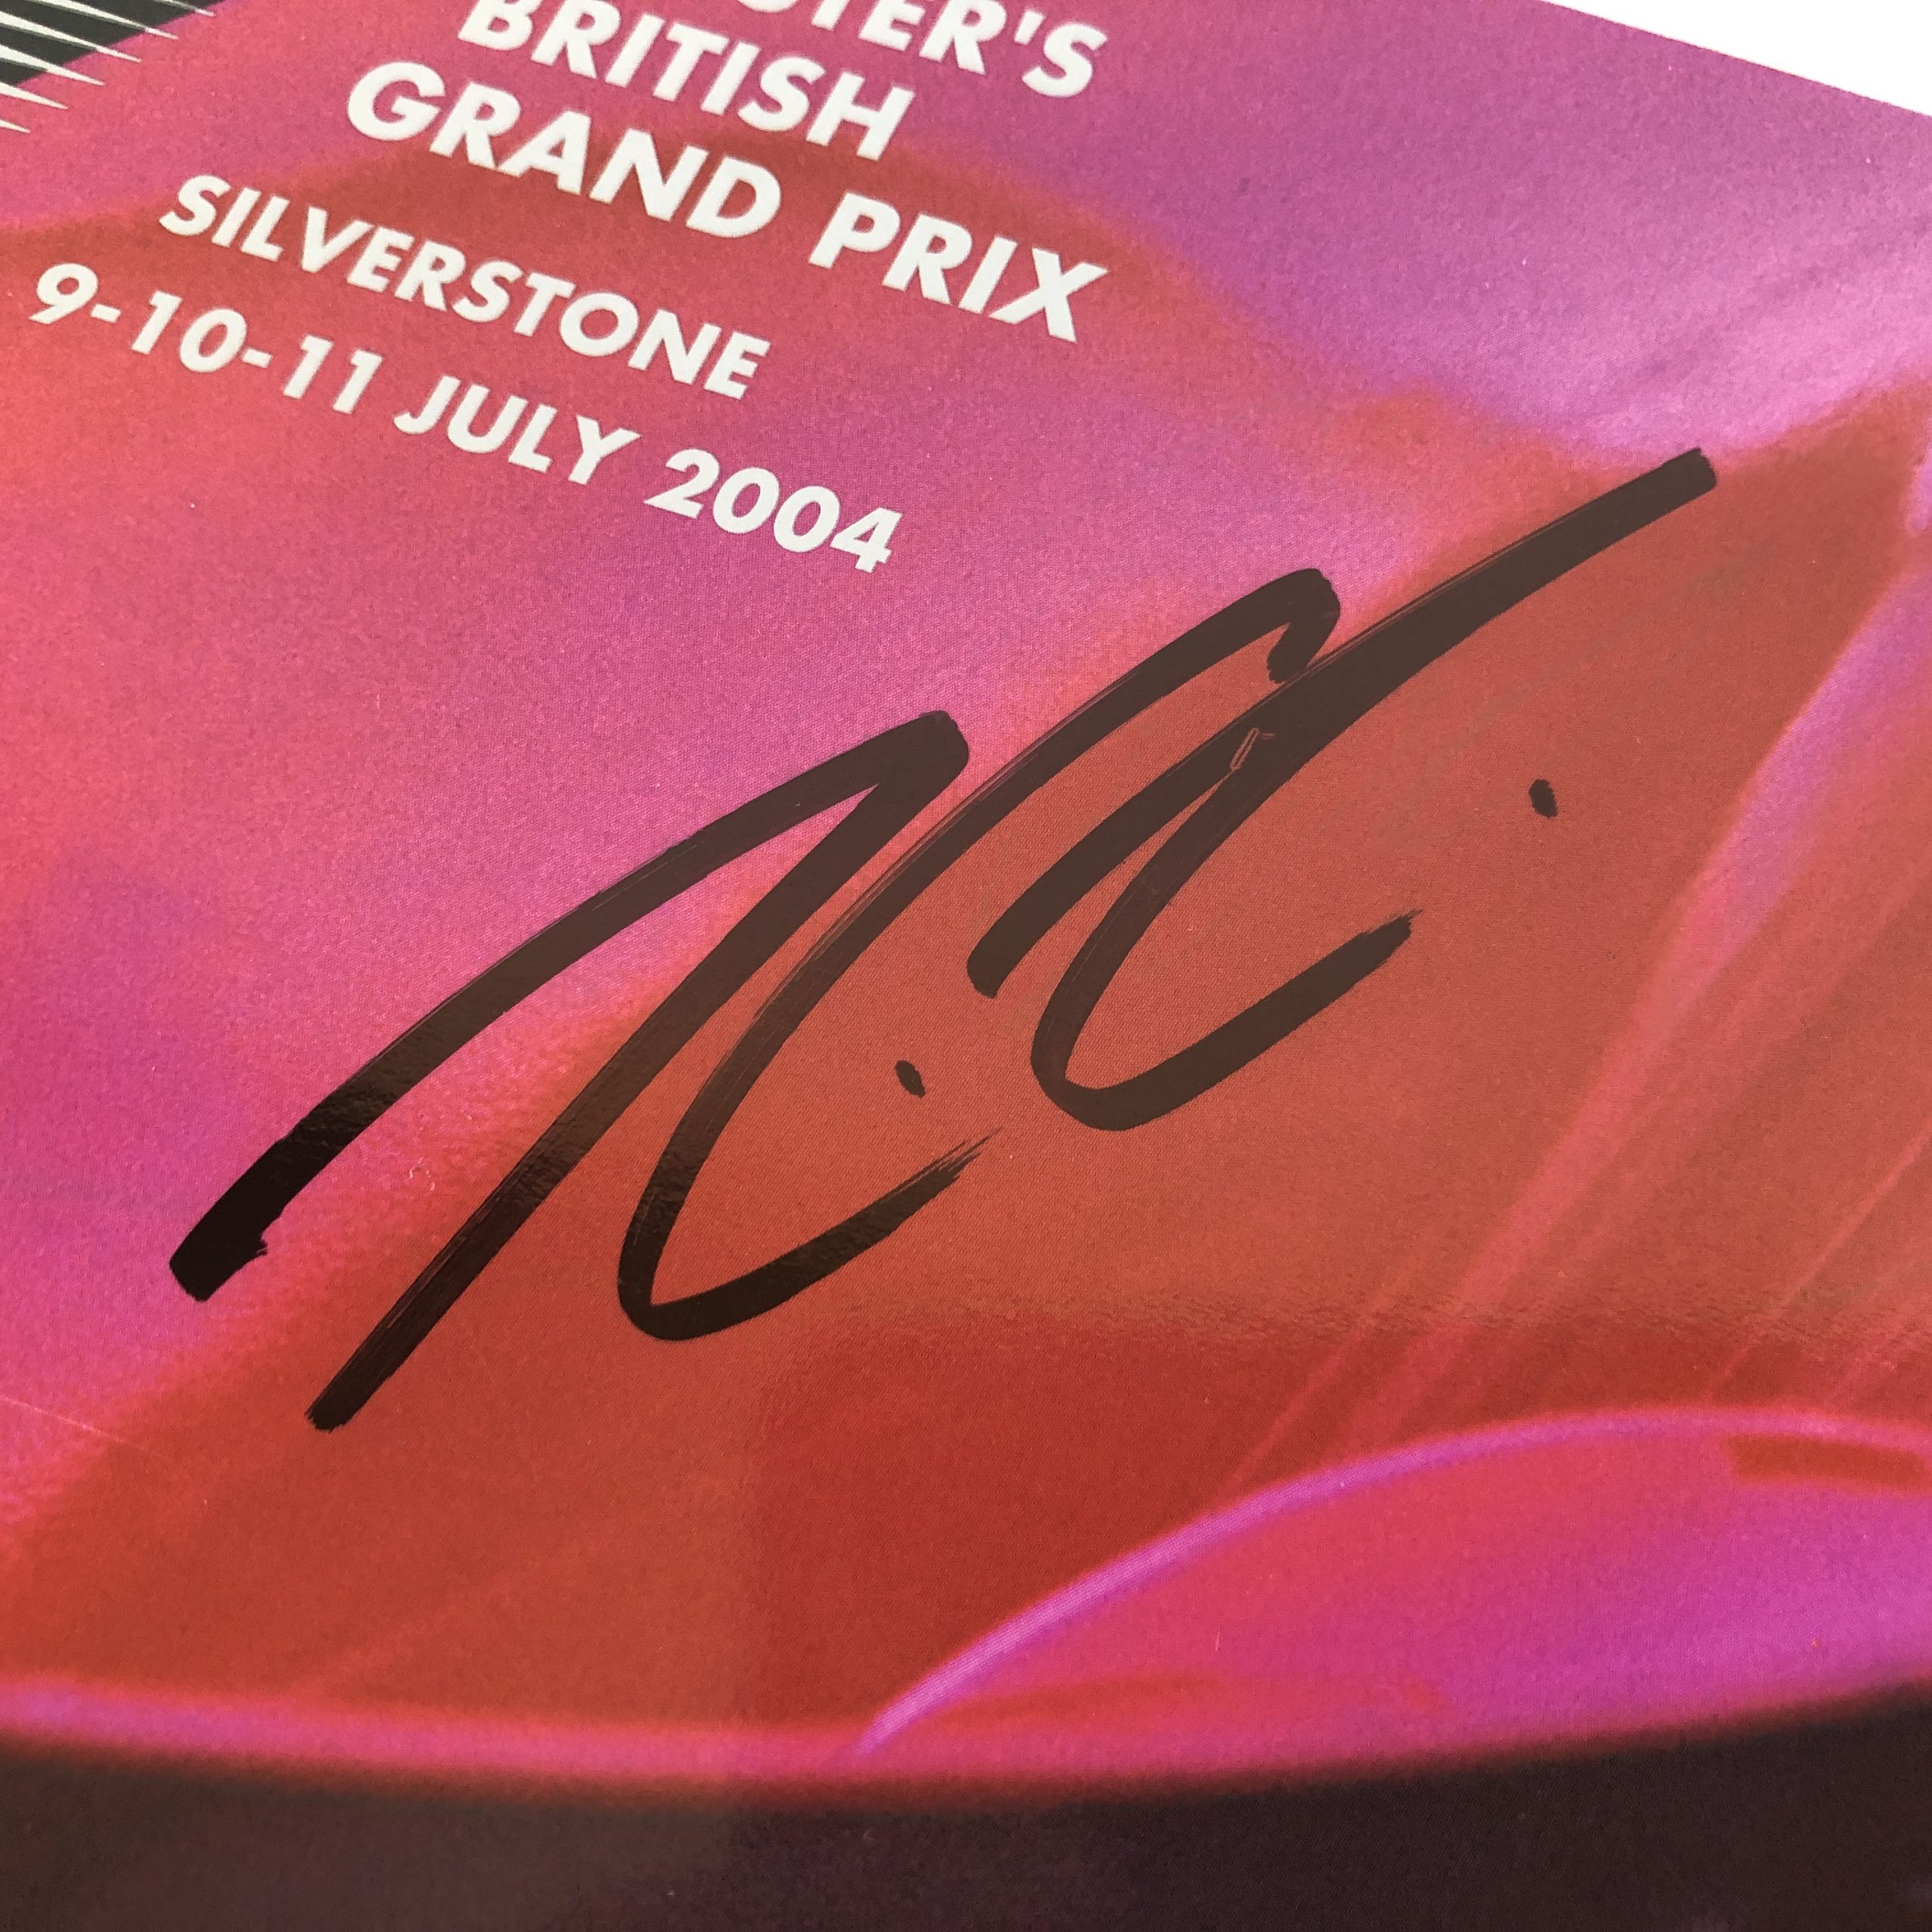 BRITISH
GRAND PRIX
SILVERSTONE
9-10-11 JULY 2004